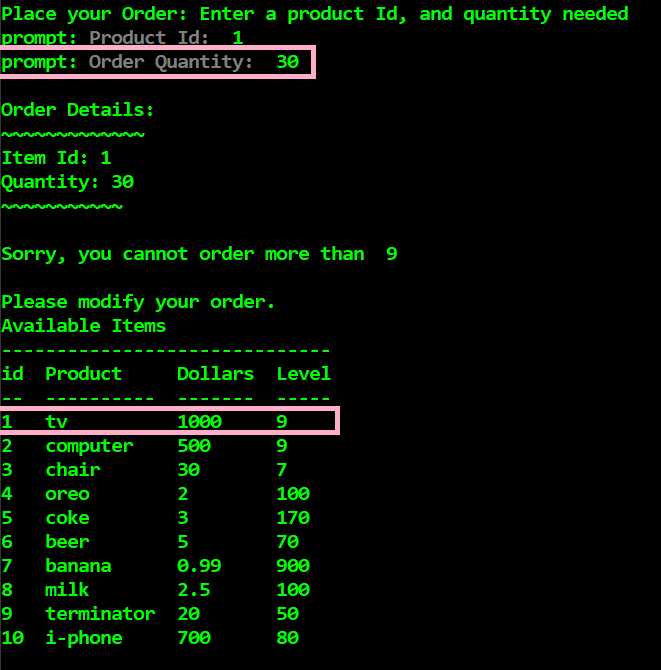 Place your Order: Enter a product Id, and quantity needed
prompt: Product Id:  1
prompt: Order Quantity:  30
Order Details:
~~~~~~~~~~~~~
Item Id: 1
Quantity: 30
~~~~~~~~~~~
Sorry, you cannot order more than  9
Please modify your order.
Available Items
------------------------------
id  Product     Dollars  Level
--  ----------  -------  -----
1   tv          1000     9
2   computer    500      9
3   chair       30       7
4   oreo        2        100
5   coke        3        170
6   beer        5        70
7   banana      0.99     900
8   milk        2.5      100
9   terminator  20       50
10  i-phone     700      80